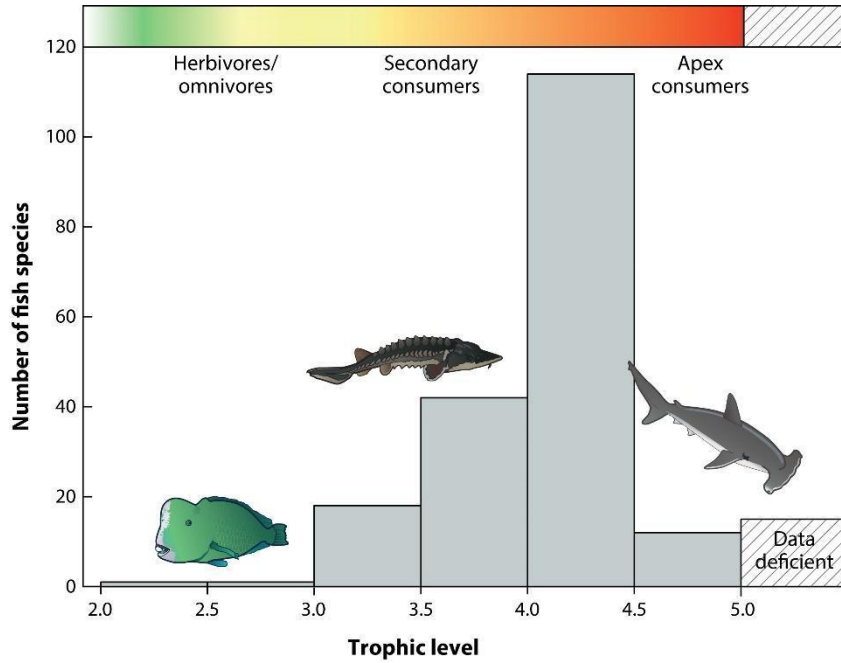 Herbivores/
omnivores
Secondary
consumers
Apex
consumers
Number of fish species
120
100
80
60
40
20
0
Data
deficient
2.0 2.5 3.0 3.5 4.0 4.5 5.0
Trophic level